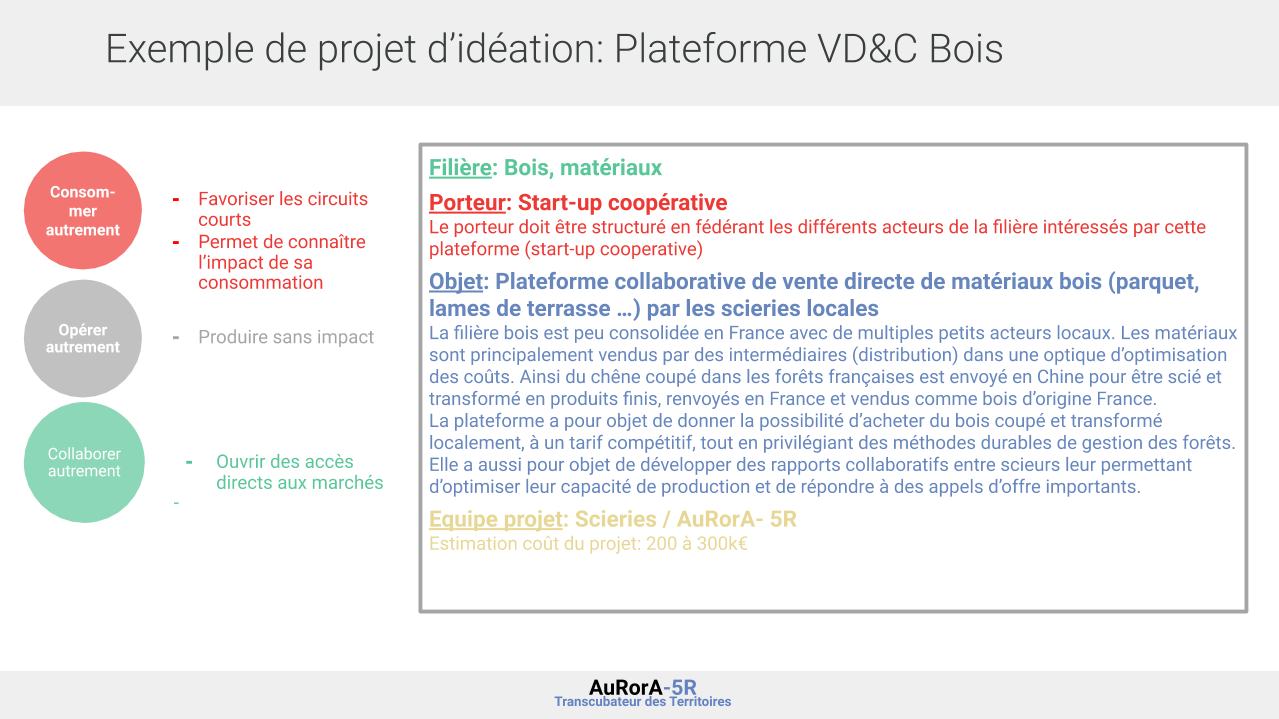 Exemple de projet d’idéation: Plateforme VD&C Bois
Consom-
mer
autrement
- Favoriser les circuits
courts
- Permet de connaître
l’impact de sa
consommation
Opérer
autrement
- Produire sans impact
Collaborer
autrement
- Ouvrir des accès
directs aux marchés
-
Filière: Bois, matériaux
Porteur: Start-up coopérative
Le porteur doit être structuré en fédérant les différents acteurs de la filière intéressés par cette
plateforme (start-up cooperative)
Objet: Plateforme collaborative de vente directe de matériaux bois (parquet,
lames de terrasse …) par les scieries locales
La filière bois est peu consolidée en France avec de multiples petits acteurs locaux. Les matériaux
sont principalement vendus par des intermédiaires (distribution) dans une optique d’optimisation
des coûts. Ainsi du chêne coupé dans les forêts françaises est envoyé en Chine pour être scié et
transformé en produits finis, renvoyés en France et vendus comme bois d’origine France.
La plateforme a pour objet de donner la possibilité d’acheter du bois coupé et transformé
localement, à un tarif compétitif, tout en privilégiant des méthodes durables de gestion des forêts.
Elle a aussi pour objet de développer des rapports collaboratifs entre scieurs leur permettant
d’optimiser leur capacité de production et de répondre à des appels d’offre importants.
Equipe projet: Scieries / AuRorA- 5R
Estimation coût du projet: 200 à 300k€
AuRorA-5R
Transcubateur des Territoires